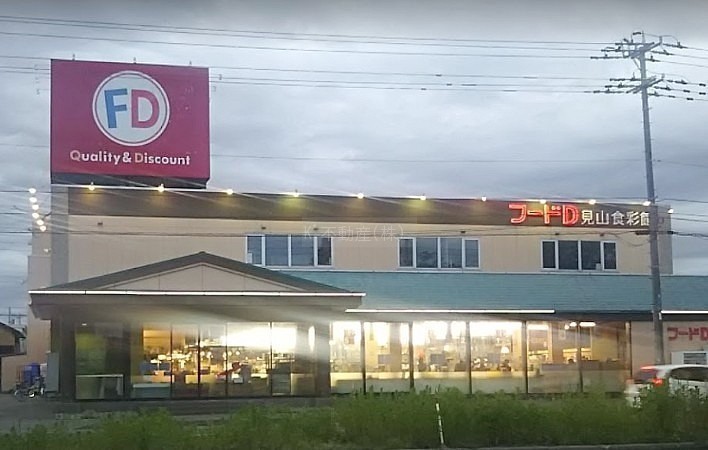 FD
Quality & Discount
フードD 見山食彩館
K不動産(株)
フードD